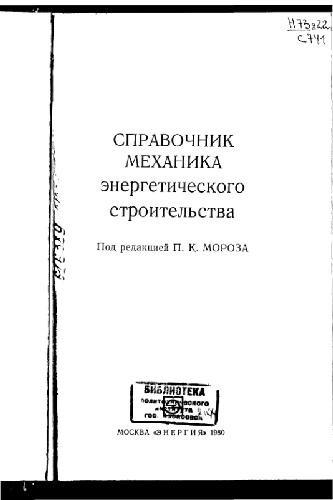 СПРАВОЧНИК
МЕХАНИКА
энергетического
строительства
Под редакцией П. К. МОРОЗА
БИБЛИОТЕКА
МОСКВА «ЭНЕРГИЯ» 1980